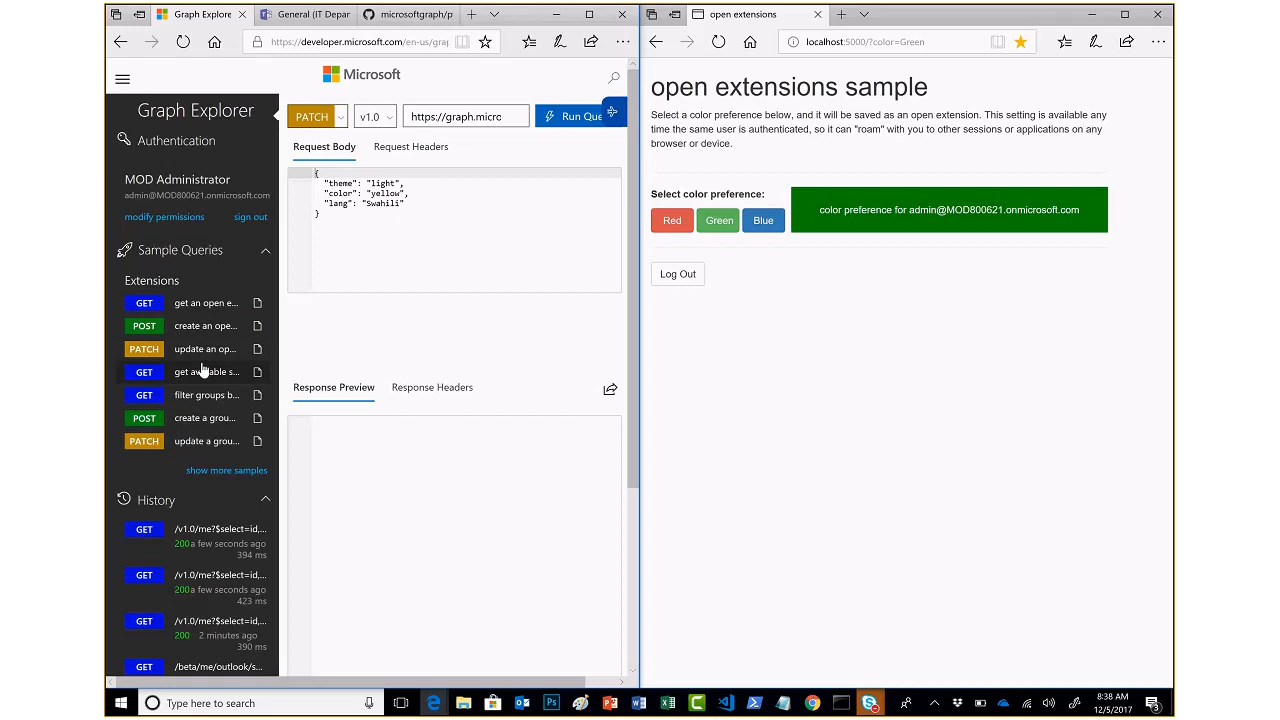 Graph Explorer
General (IT Depar
microsoftgraph/p
https://developer.microsoft.com/en-us/grap
Microsoft
Graph Explorer
Authentication
MOD Administrator
admin@MOD800621.onmicrosoft.com
modify permissions
sign out
Sample Queries
Extensions
GET get an open e...
POST create an ope...
PATCH update an op...
GET get available s...
GET filter groups b...
POST create a grou...
PATCH update a grou...
show more samples
History
GET /v1.0/me?$select=id,...
200 a few seconds ago
394 ms
GET /v1.0/me?$select=id,...
200 a few seconds ago
423 ms
GET /v1.0/me?$select=id,...
200 2 minutes ago
390 ms
GET /beta/me/outlook/s...
PATCH
v1.0
https://graph.micro
Run Que
Request Body
Request Headers
{
"theme": "light",
"color": "yellow",
"lang": "Swahili"
}
Response Preview
Response Headers
open extensions
localhost:5000/?color=Green
open extensions sample
Select a color preference below, and it will be saved as an open extension. This setting is available any
time the same user is authenticated, so it can "roam" with you to other sessions or applications on any
browser or device.
Select color preference:
Red
Green
Blue
color preference for admin@MOD800621.onmicrosoft.com
Log Out
Type here to search
8:38 AM
12/5/2017
3